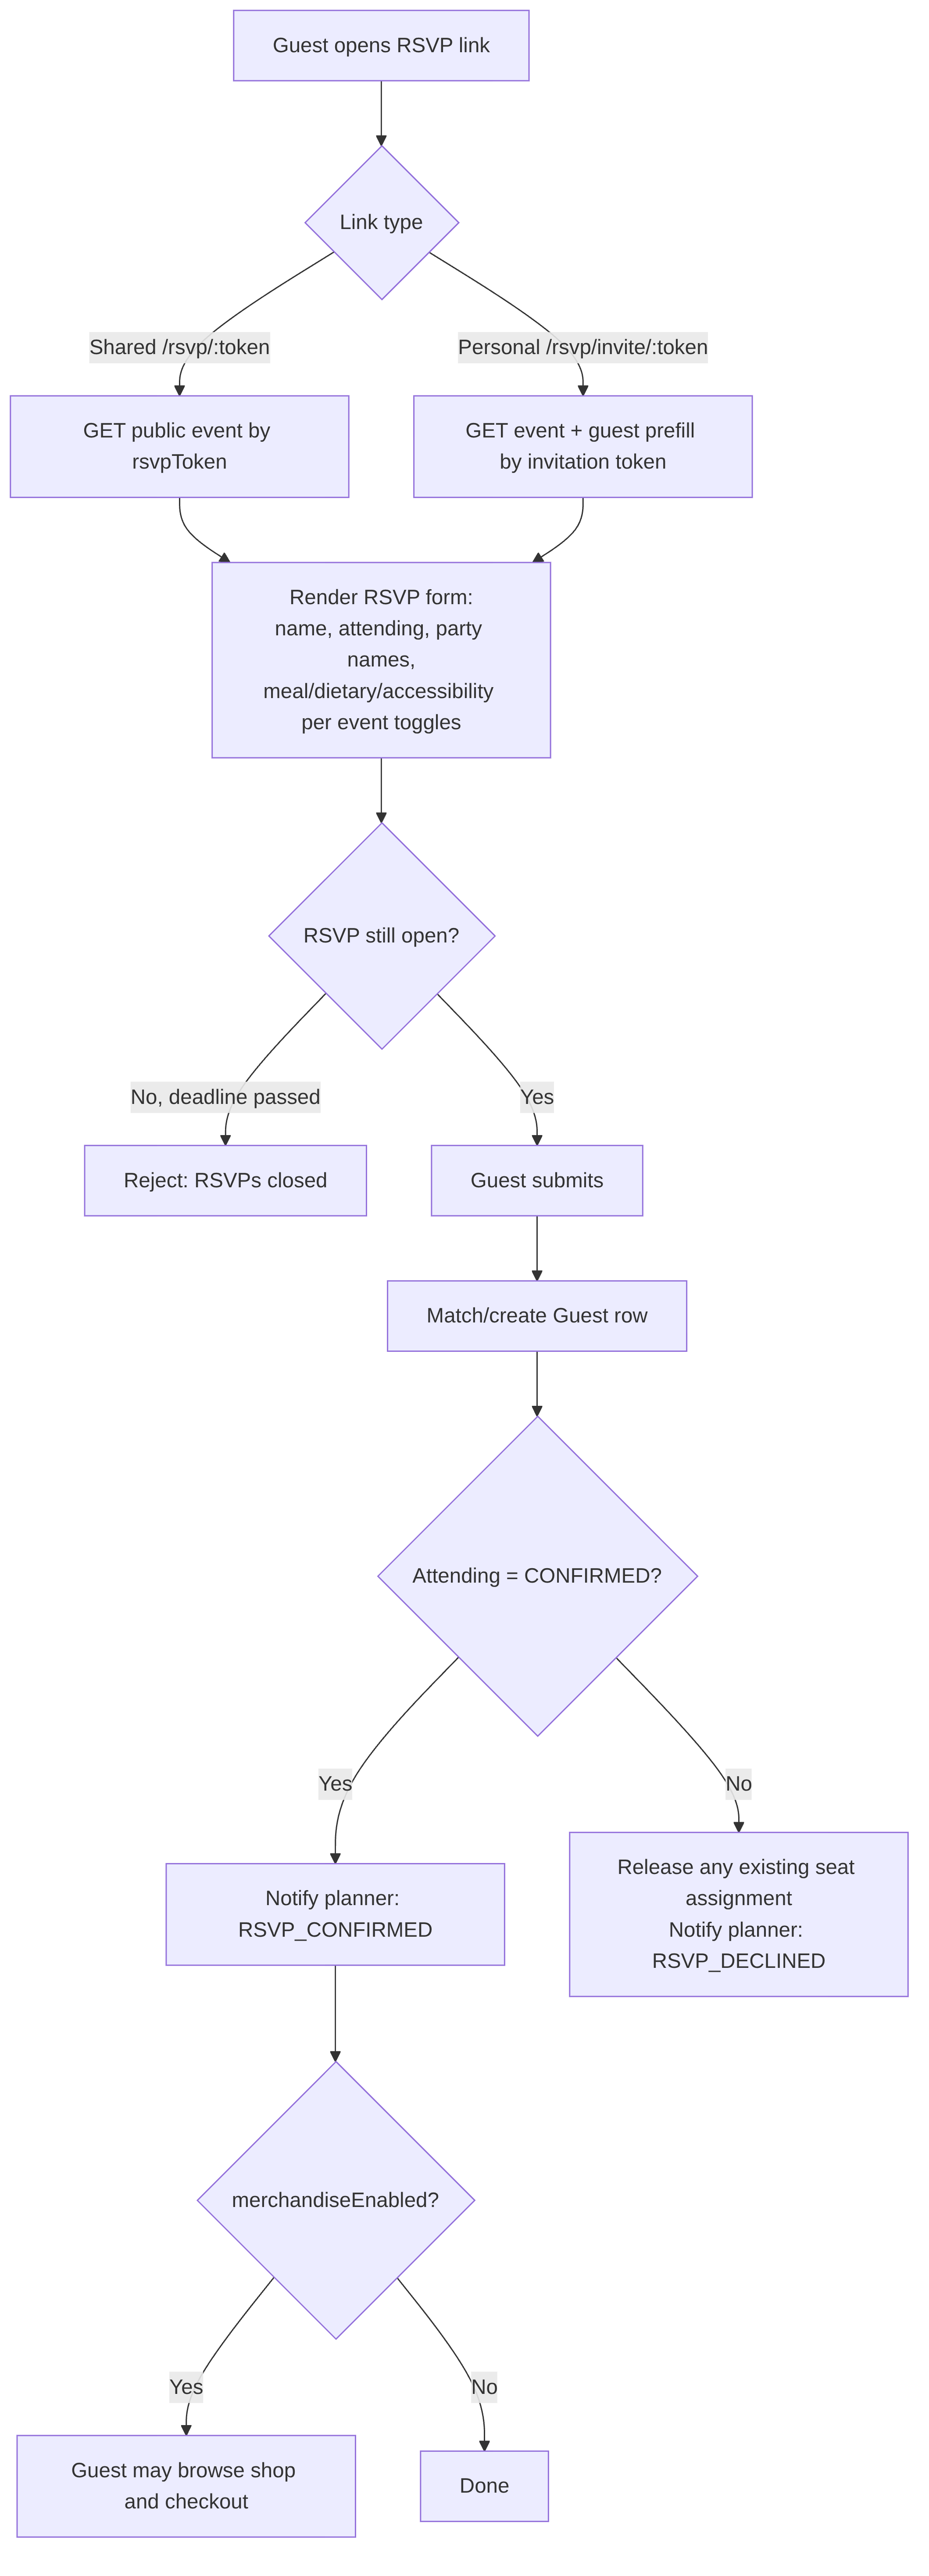 Guest opens RSVP link
Link type
Shared /rsvp/:token
Personal /rsvp/invite/:token
GET public event by
rsvpToken
GET event + guest prefill
by invitation token
Render RSVP form:
name, attending, party
names,
meal/dietary/accessibility
per event toggles
RSVP still open?
No, deadline passed
Yes
Reject: RSVPs closed
Guest submits
Match/create Guest row
Attending = CONFIRMED?
Yes
No
Notify planner:
RSVP_CONFIRMED
Release any existing seat
assignment
Notify planner:
RSVP_DECLINED
merchandiseEnabled?
Yes
No
Guest may browse shop
and checkout
Done